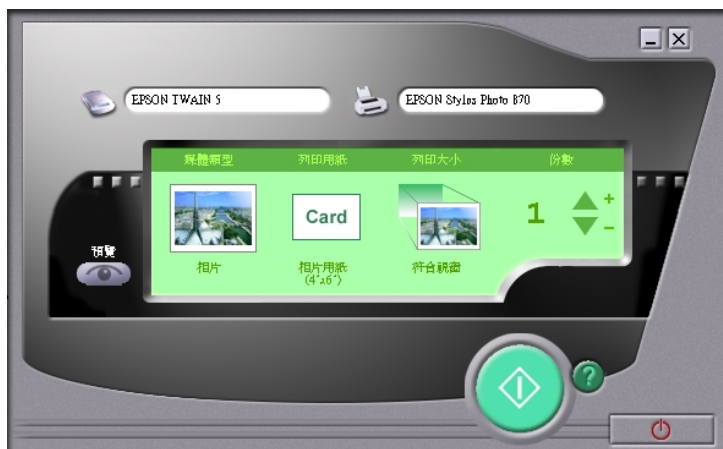 EPSON TWAIN 5
EPSON Stylus Photo 870
媒體類型 列印用紙 列印大小 份數
Card
1
+
-
預覽
相片 相片用紙 符合視窗
(4"x6")
?